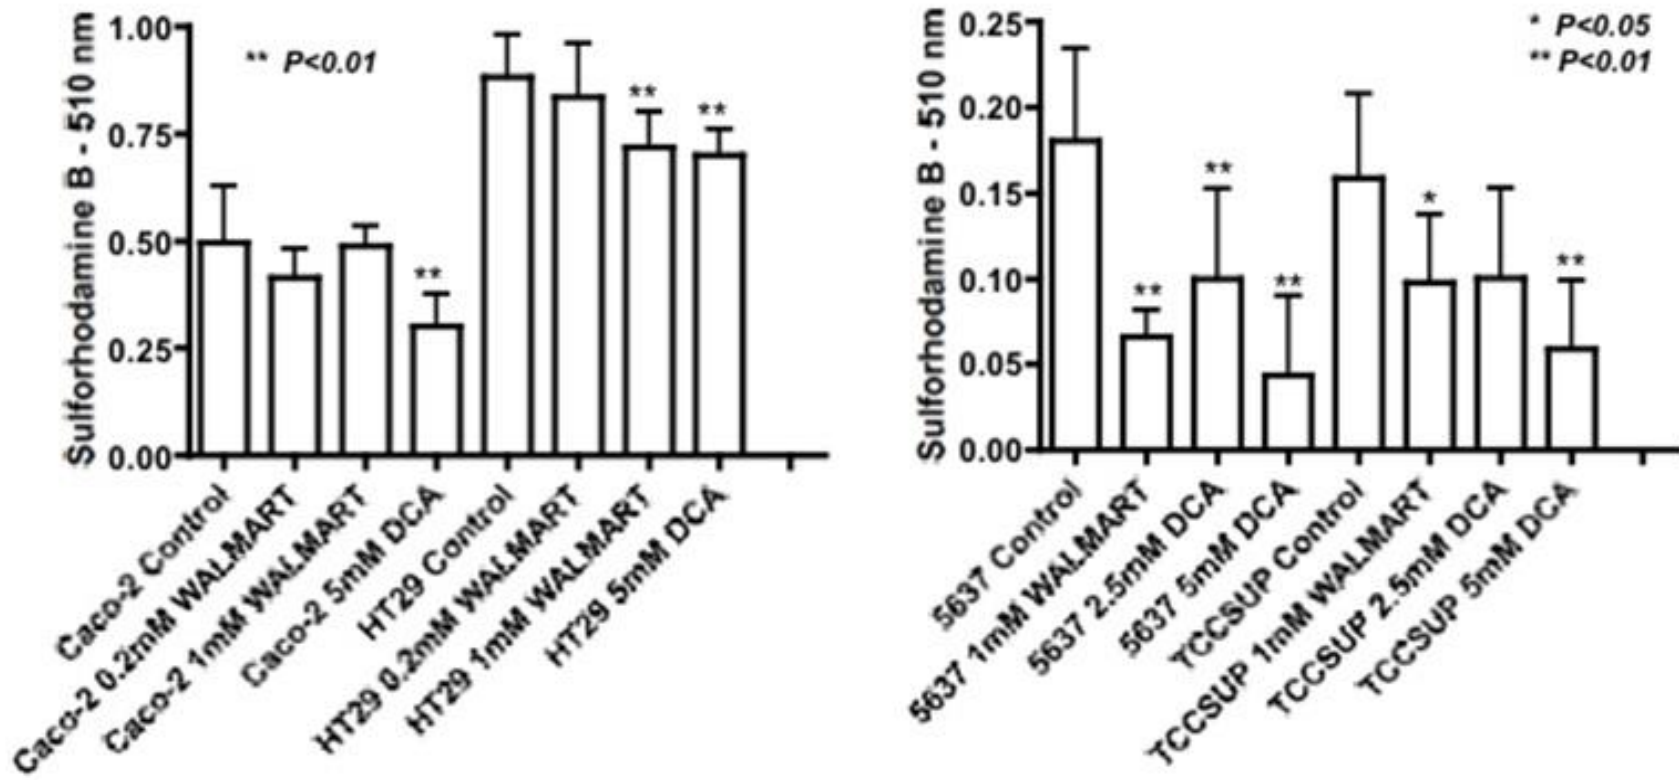 Sulforhodamine B - 510 nm
1.00
0.75
0.50
0.25
0.00
** P<0.01
**
**
**
Caco-2 Control
Caco-2 0.2mM WALMART
Caco-2 1mM WALMART
Caco-2 5mM DCA
HT29 Control
HT29 0.2mM WALMART
HT29 1mM WALMART
HT29 5mM DCA
Sulforhodamine B - 510 nm
0.25
0.20
0.15
0.10
0.05
0.00
* P<0.05
** P<0.01
**
**
**
*
**
5637 Control
5637 1mM WALMART
5637 2.5mM DCA
5637 5mM DCA
TCCSUP Control
TCCSUP 1mM WALMART
TCCSUP 2.5mM DCA
TCCSUP 5mM DCA